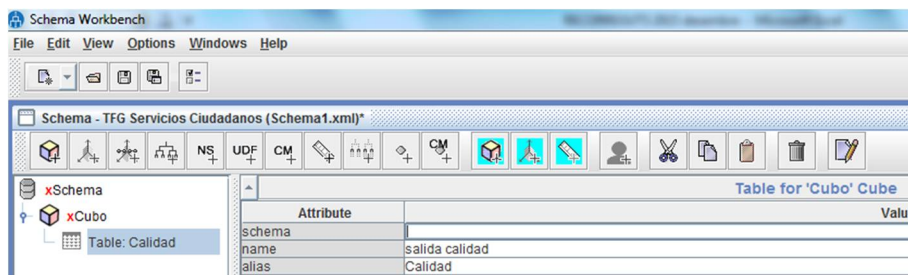 Schema Workbench
File Edit View Options Windows Help
Schema - TFG Servicios Ciudadanos (Schema1.xml)*
NS UDF CM CM
xSchema
Table for 'Cubo' Cube
xCubo
Attribute Valu
Table: Calidad
schema
name salida calidad
alias Calidad